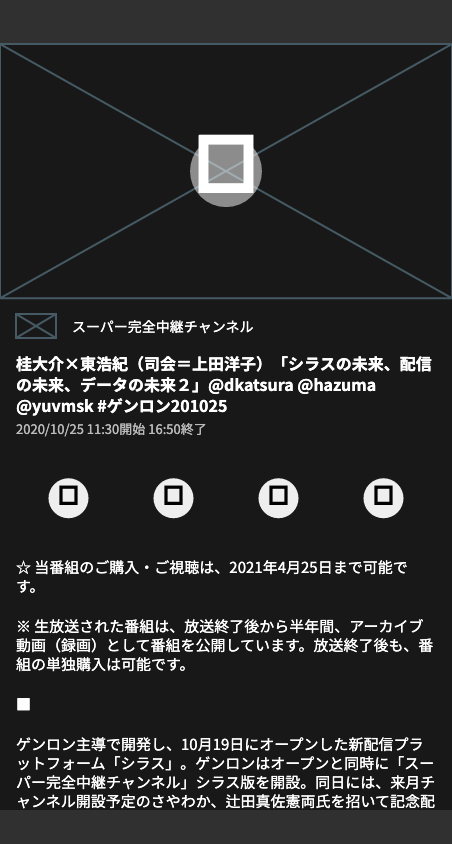 スーパー完全中継チャンネル
桂大介×東浩紀（司会＝上田洋子）「シラスの未来、配信
の未来、データの未来２」@dkatsura @hazuma
@yuvmsk #ゲンロン201025
2020/10/25 11:30開始 16:50終了
☆ 当番組のご購入・ご視聴は、2021年4月25日まで可能で
す。
※ 生放送された番組は、放送終了後から半年間、アーカイブ
動画（録画）として番組を公開しています。放送終了後も、番
組の単独購入は可能です。
ゲンロン主導で開発し、10月19日にオープンした新配信プラ
ットフォーム「シラス」。ゲンロンはオープンと同時に「スー
パー完全中継チャンネル」シラス版を開設。同日には、来月チ
ャンネル開設予定のさやわか、辻田真佐憲両氏を招いて記念配